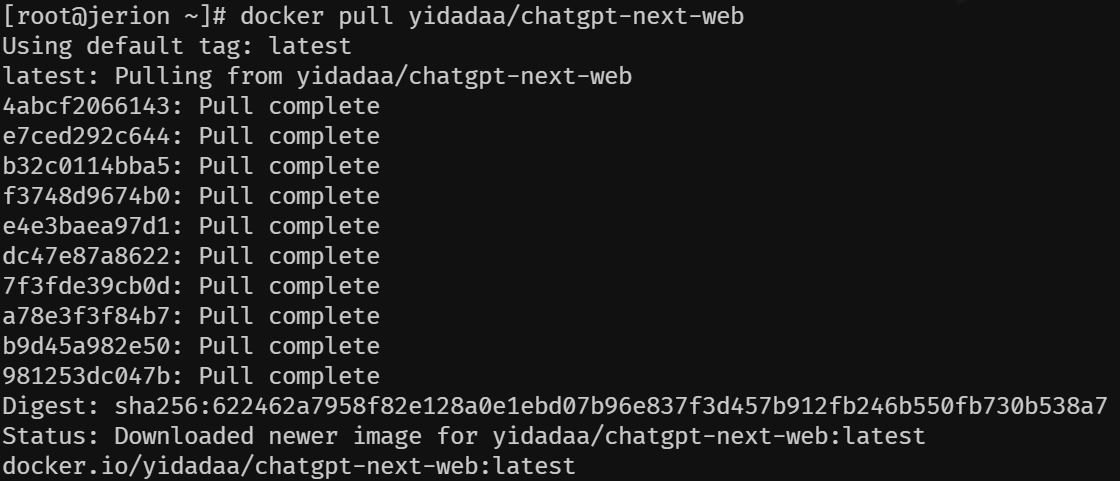 [root@jerion ~]# docker pull yidadaa/chatgpt-next-web
Using default tag: latest
latest: Pulling from yidadaa/chatgpt-next-web
4abcf2066143: Pull complete
e7ced292c644: Pull complete
b32c0114bba5: Pull complete
f3748d9674b0: Pull complete
e4e3baea97d1: Pull complete
dc47e87a8622: Pull complete
7f3fde39cb0d: Pull complete
a78e3f3f84b7: Pull complete
b9d45a982e50: Pull complete
981253dc047b: Pull complete
Digest: sha256:622462a7958f82e128a0e1ebd07b96e837f3d457b912fb246b550fb730b538a7
Status: Downloaded newer image for yidadaa/chatgpt-next-web:latest
docker.io/yidadaa/chatgpt-next-web:latest